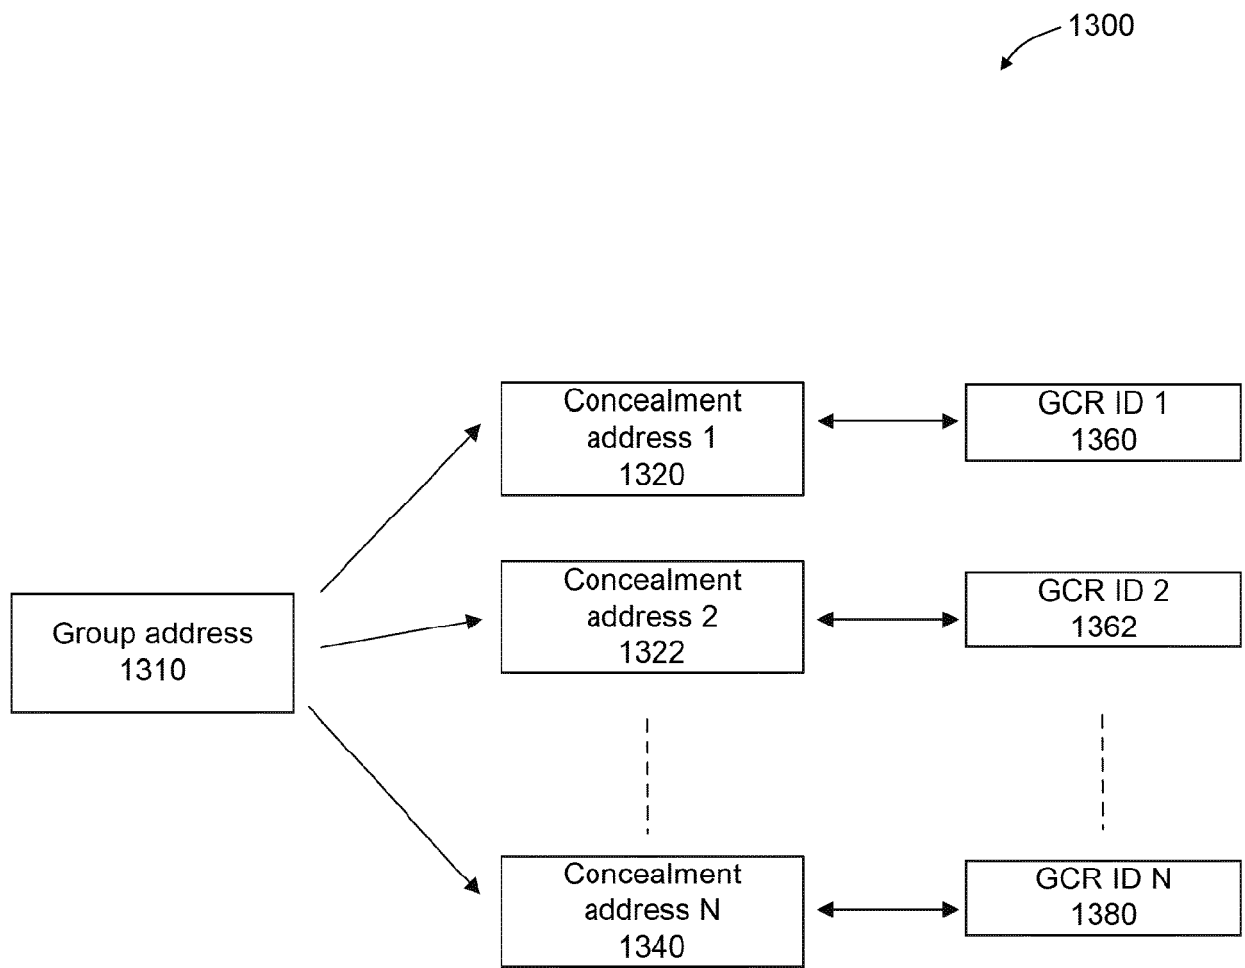 1300
Concealment
address 1
1320
GCR ID 1
1360
Group address
1310
Concealment
address 2
1322
GCR ID 2
1362
Concealment
address N
1340
GCR ID N
1380